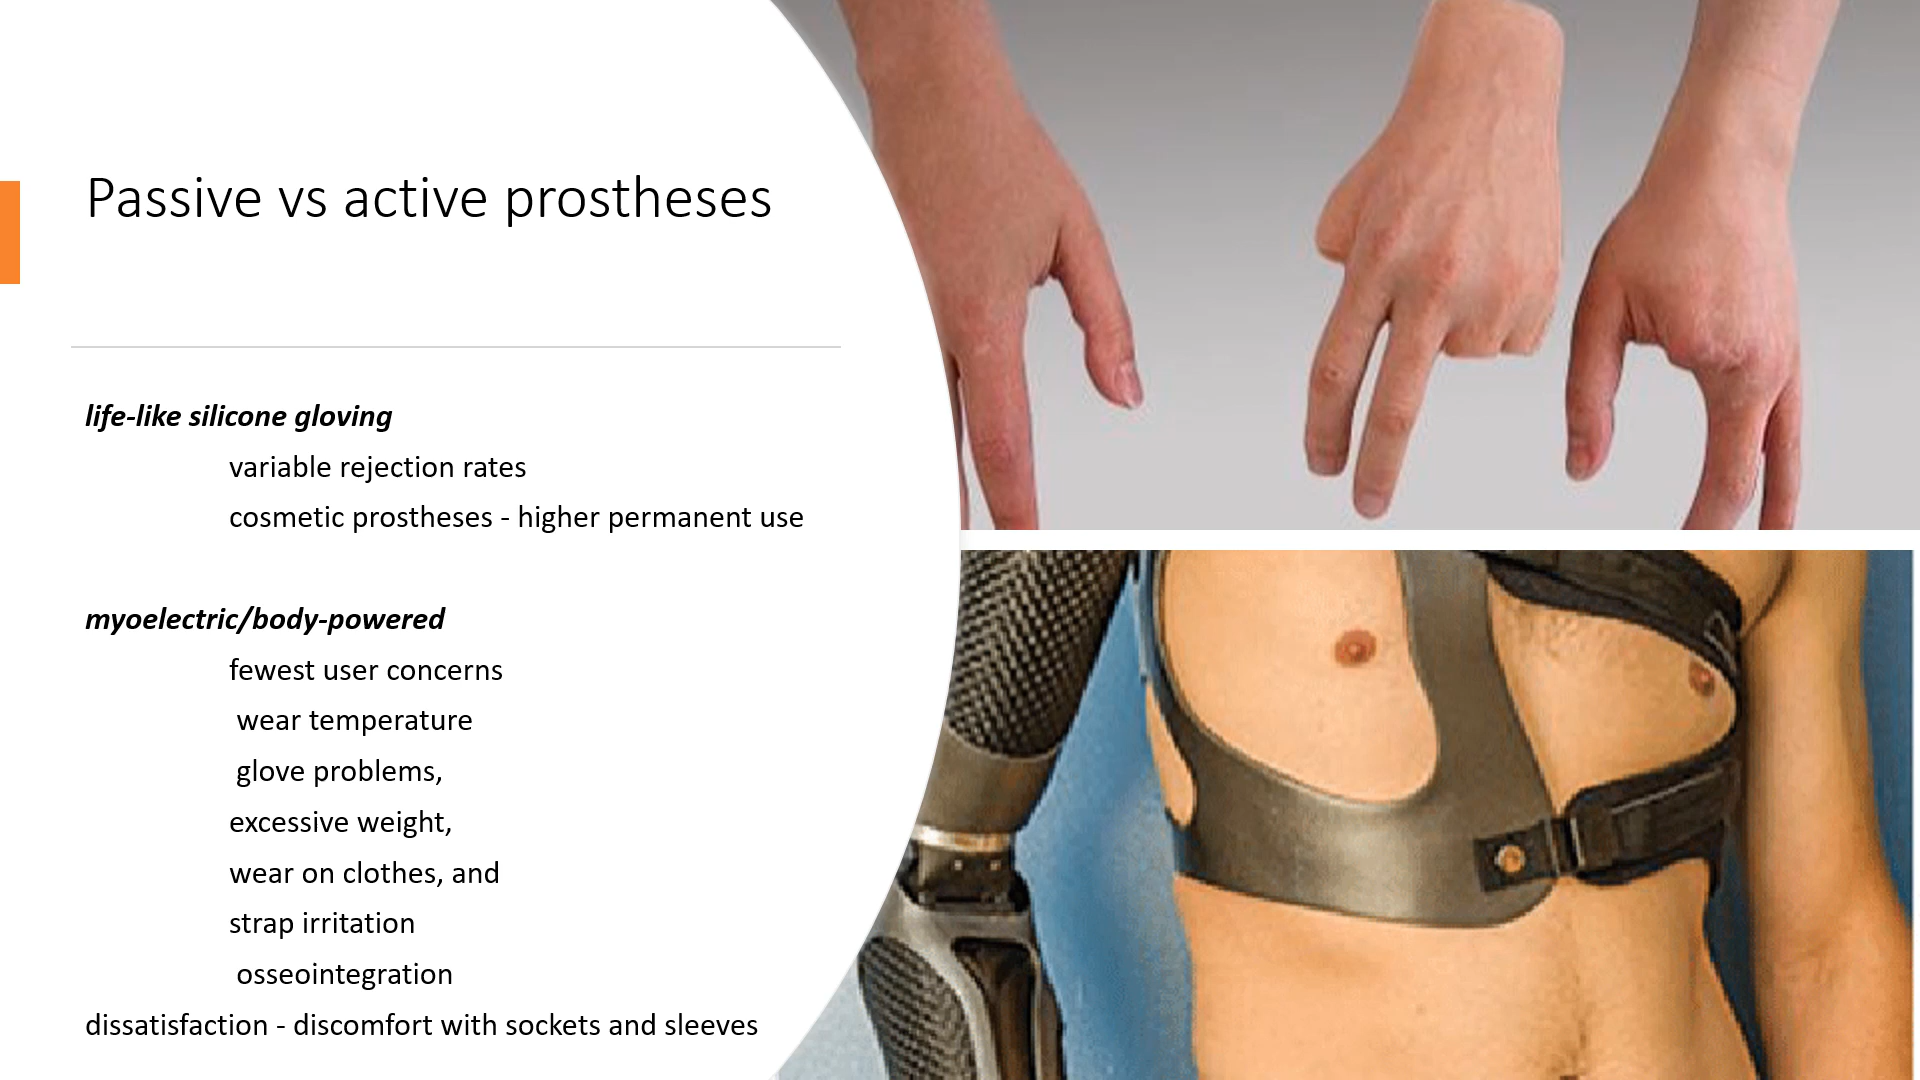 Passive vs active prostheses
life-like silicone gloving
variable rejection rates
cosmetic prostheses - higher permanent use
myoelectric/body-powered
fewest user concerns
wear temperature
glove problems,
excessive weight,
wear on clothes, and
strap irritation
osseointegration
dissatisfaction - discomfort with sockets and sleeves